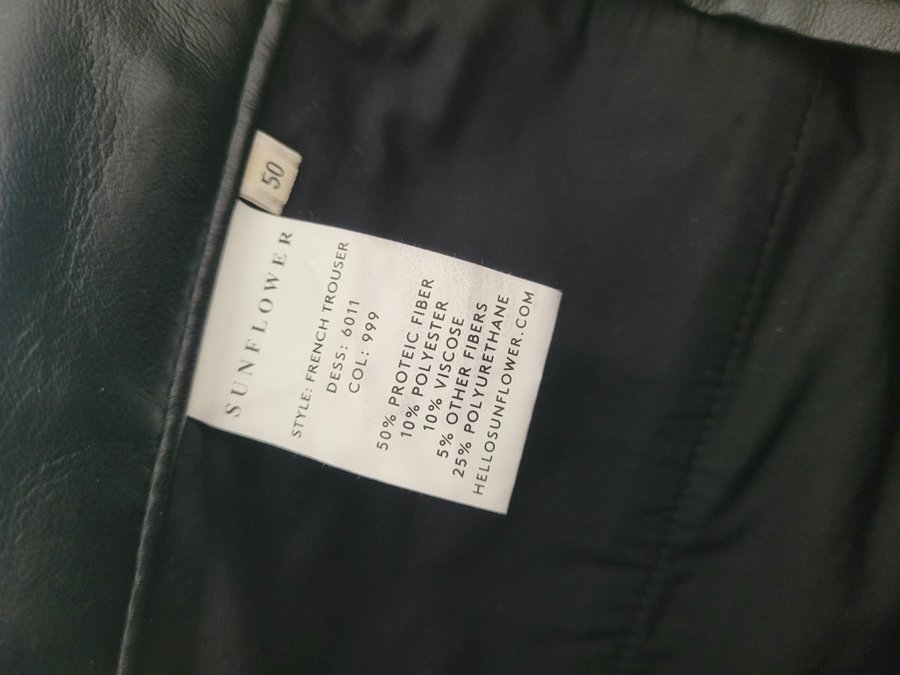 50
SUNFLOWER
STYLE: FRENCH TROUSER
DESS: 6011
COL: 999
50% PROTEIC FIBER
10% POLYESTER
10% VISCOSE
5% OTHER FIBERS
25% POLYURETHANE
HELLOSUNFLOWER.COM